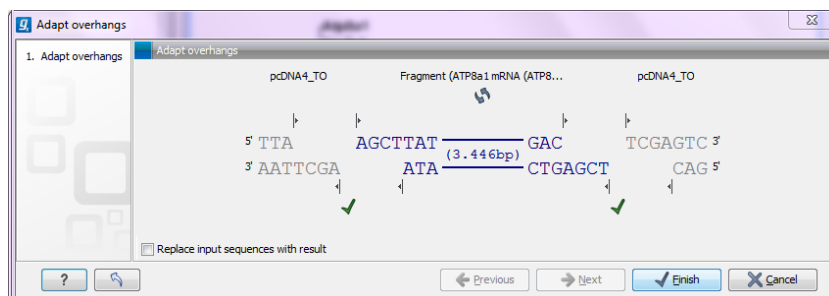 Adapt overhangs
1. Adapt overhangs
Adapt overhangs
pcDNA4_TO Fragment (ATP8a1 mRNA (ATP8... pcDNA4_TO
5' TTA AGCTTAT GAC TCGAGTC 3'
(3.446bp)
3' AATTCGA ATA CTGAGCT CAG 5'
Replace input sequences with result
? Previous Next Finish Cancel